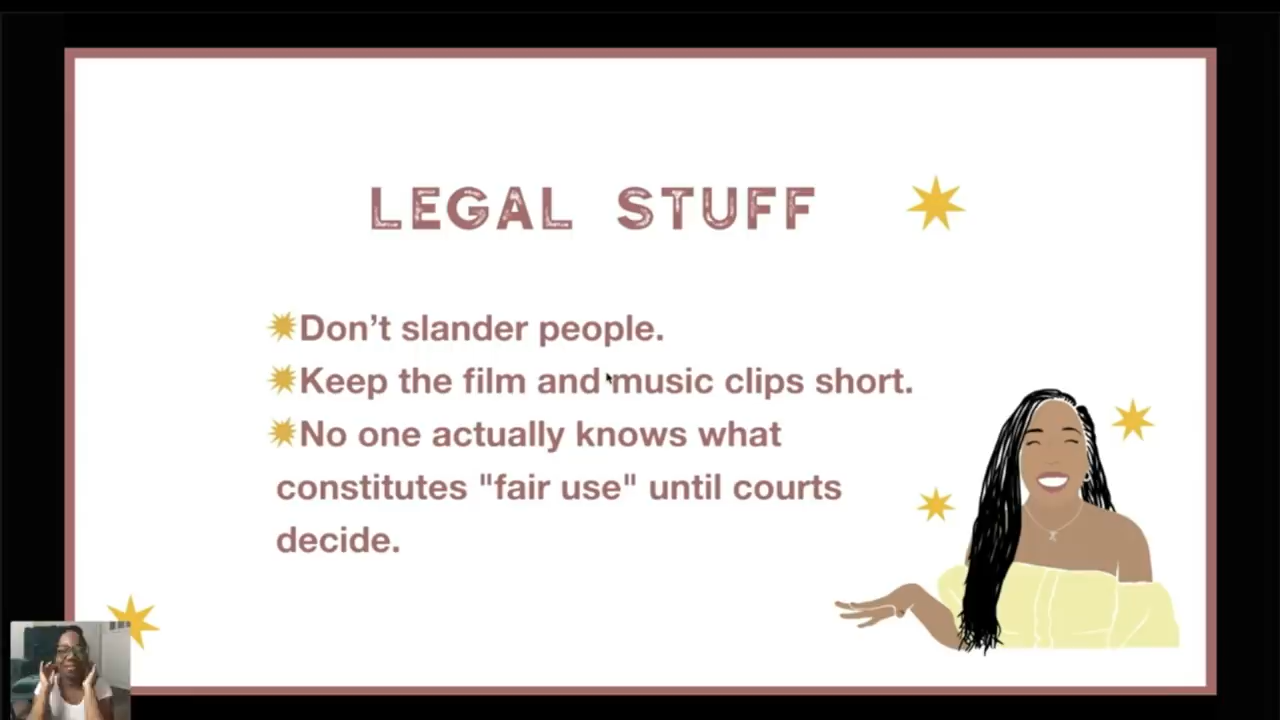 LEGAL STUFF
Don’t slander people.
Keep the film and music clips short.
No one actually knows what
constitutes "fair use" until courts
decide.